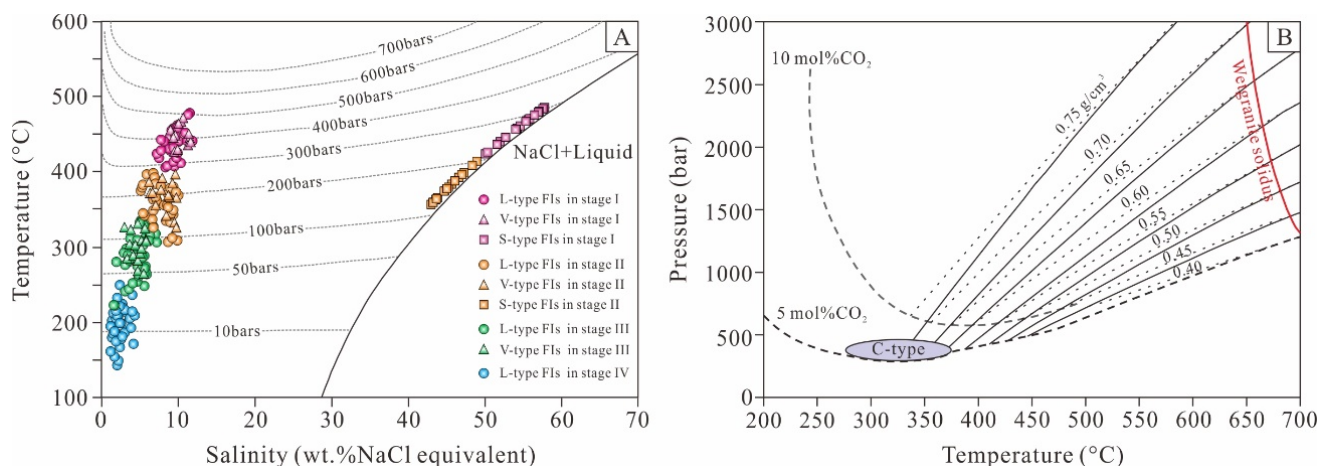 A
600
500
400
300
200
100
Temperature (°C)
0
10
20
30
40
50
60
70
Salinity (wt.%NaCl equivalent)
700bars
600bars
500bars
400bars
300bars
200bars
100bars
50bars
10bars
NaCl+Liquid
L-type FIs in stage I
V-type FIs in stage I
S-type FIs in stage I
L-type FIs in stage II
V-type FIs in stage II
S-type FIs in stage II
L-type FIs in stage III
V-type FIs in stage III
L-type FIs in stage IV
B
3000
2500
2000
1500
1000
500
0
Pressure (bar)
200
250
300
350
400
450
500
550
600
650
700
Temperature (°C)
10 mol%CO₂
5 mol%CO₂
C-type
0.75 g/cm³
0.70
0.65
0.60
0.55
0.50
0.45
0.40
Wetgranite solidus